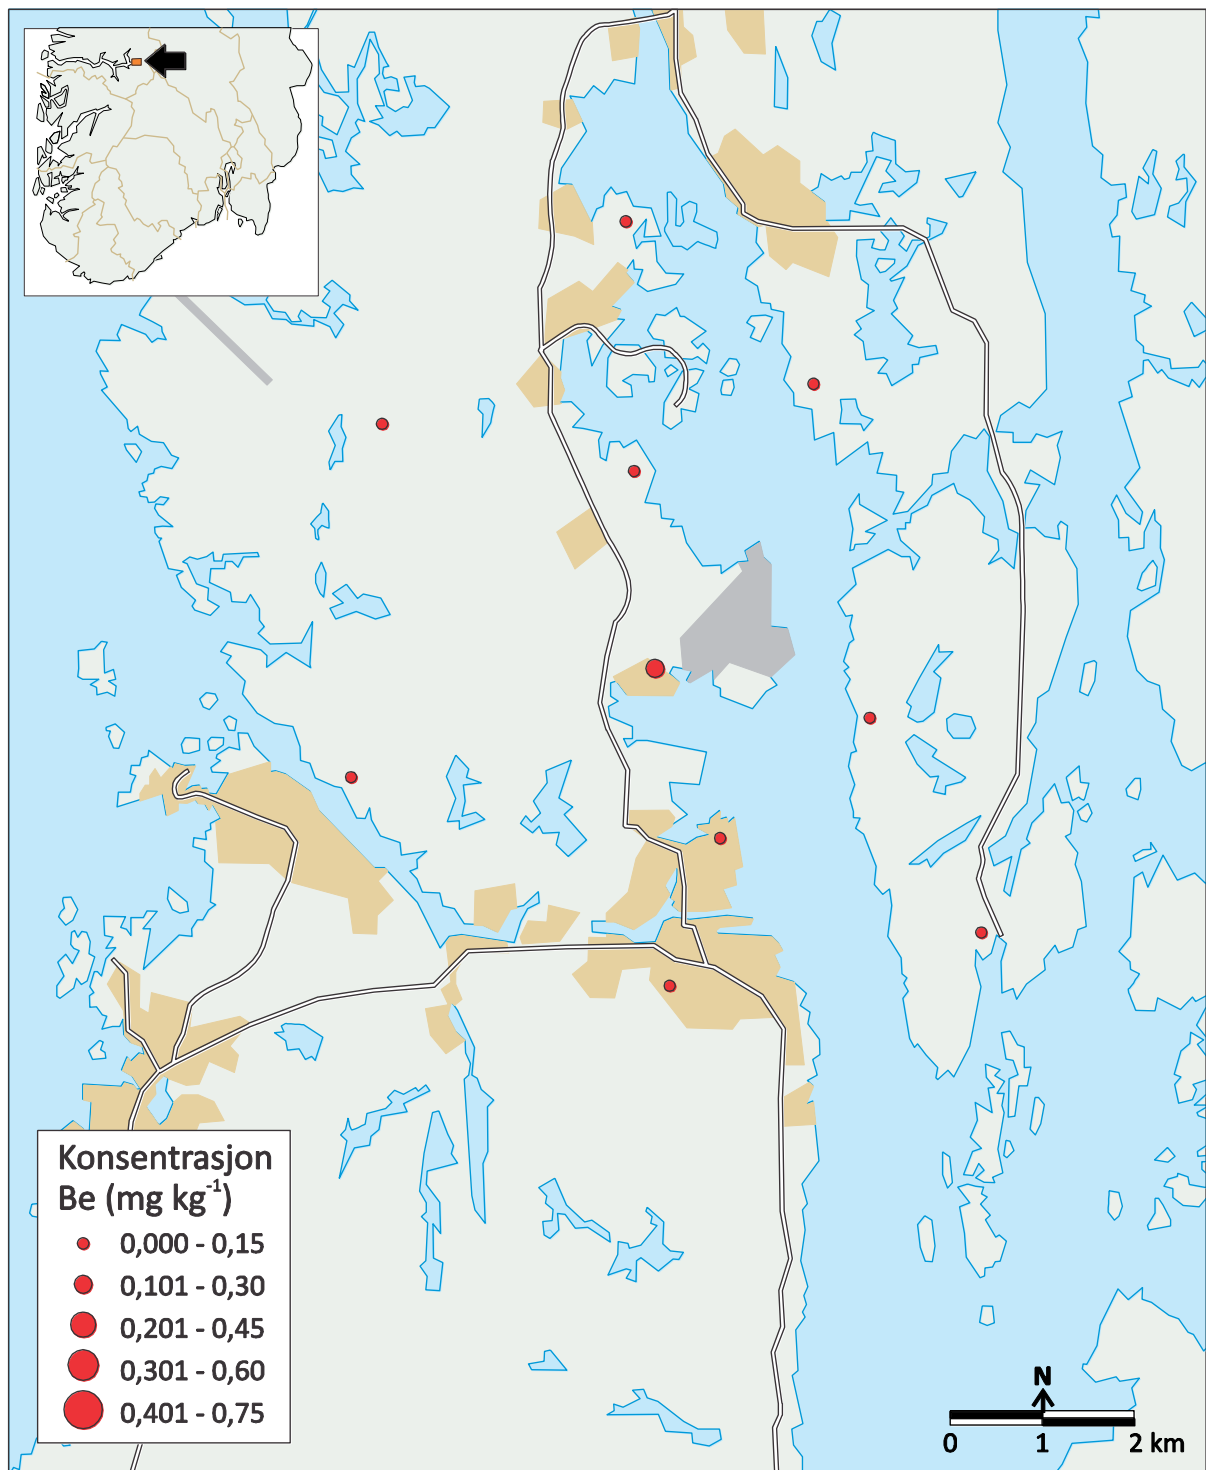 Konsentrasjon
Be (mg kg⁻¹)
0,000 - 0,15
0,101 - 0,30
0,201 - 0,45
0,301 - 0,60
0,401 - 0,75
N
0 1 2 km